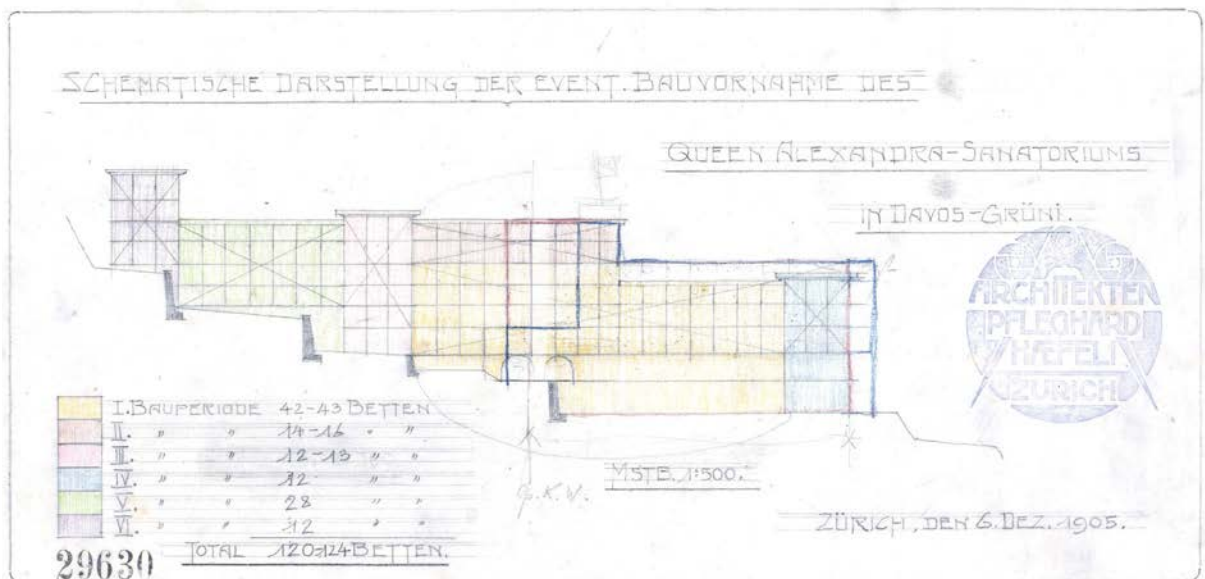 SCHEMATISCHE DARSTELLUNG DER EVENT. BAUVORNAHME DES
QUEEN ALEXANDRA-SANATORIUMS
IN DAVOS-GRÜNI.
ARCHITEKTEN
PFLEGHARD
HÆFELI
ZÜRICH
I. BAUPERIODE 42-43 BETTEN
II. " " 14-16 " "
III. " " 12-13 " "
IV. " " 12 " "
V. " " 28 " "
VI. " " 12 " "
TOTAL 120-124 BETTEN.
MSTB. 1:500.
ZÜRICH, DEN 6. DEZ. 1905.
29630